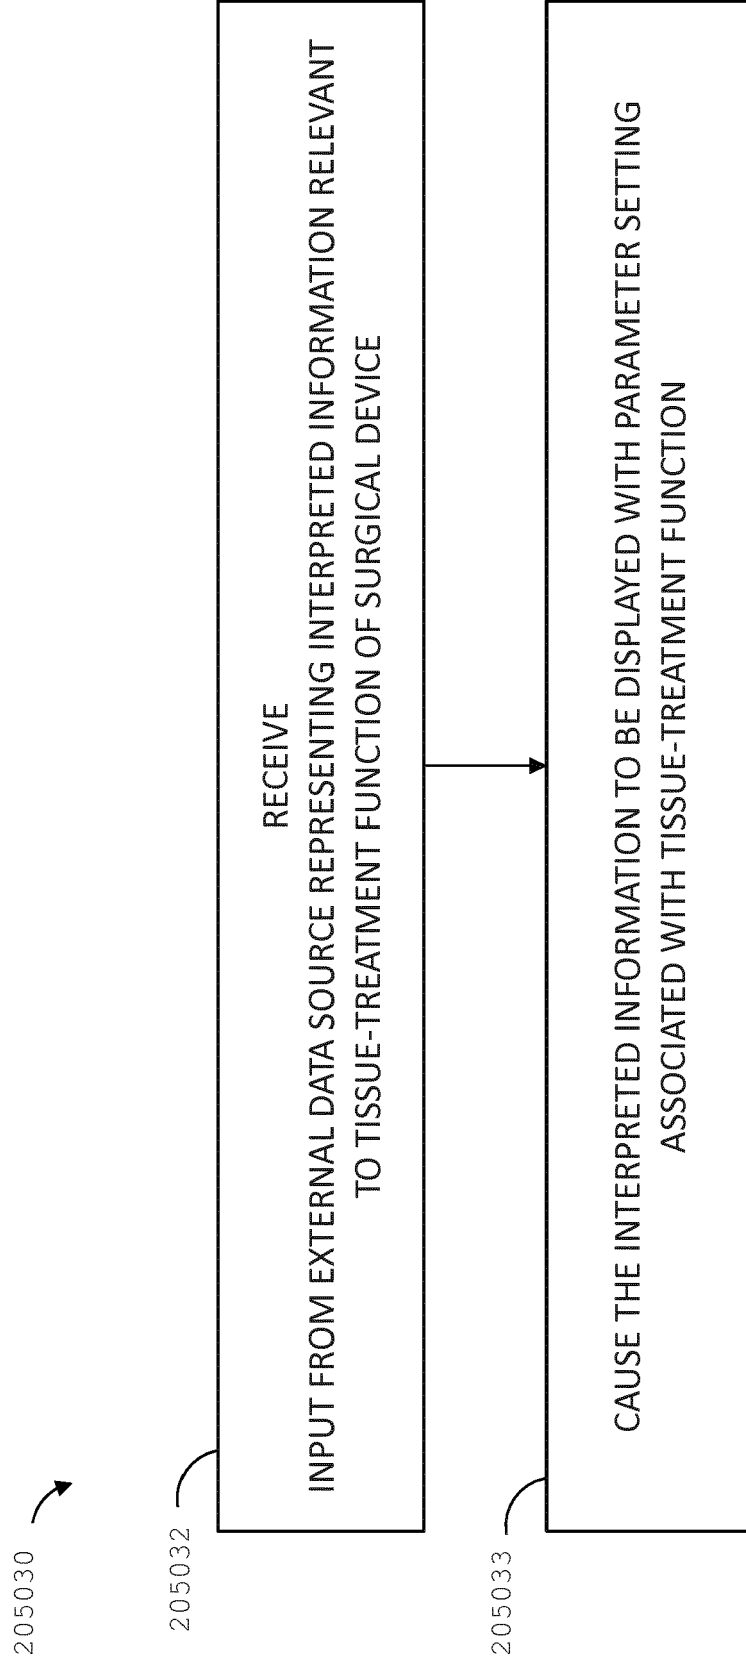 205030
205032
RECEIVE
INPUT FROM EXTERNAL DATA SOURCE REPRESENTING INTERPRETED INFORMATION RELEVANT
TO TISSUE-TREATMENT FUNCTION OF SURGICAL DEVICE
205033
CAUSE THE INTERPRETED INFORMATION TO BE DISPLAYED WITH PARAMETER SETTING
ASSOCIATED WITH TISSUE-TREATMENT FUNCTION